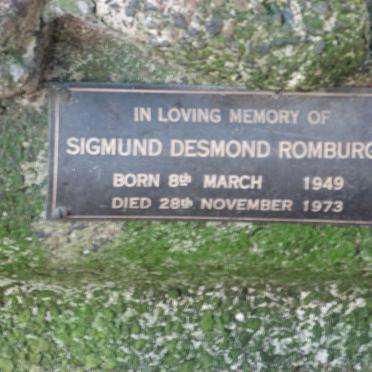 IN LOVING MEMORY OF
SIGMUND DESMOND ROMBURG
BORN 8th MARCH 1949
DIED 28th NOVEMBER 1973